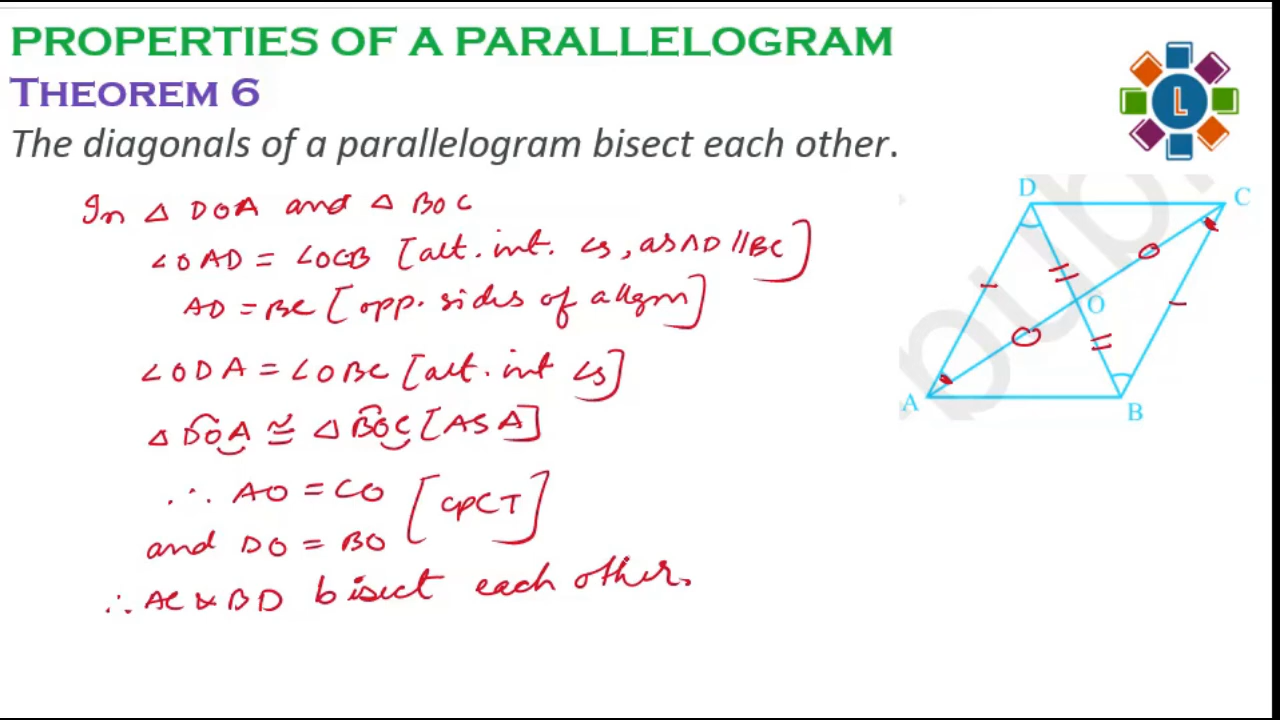 PROPERTIES OF A PARALLELOGRAM
THEOREM 6
The diagonals of a parallelogram bisect each other.
In △ DOA and △ BOC
∠OAD = ∠OCB [alt. int. ∠s, as AD // BC]
AD = BC [opp. sides of a llgm]
∠ODA = ∠OBC [alt. int ∠s]
△ DOA ≅ △ BOC [ASA]
∴ AO = CO
[CPCT]
and DO = BO
∴ AC & BD bisect each other.
L
D
C
O
A
B